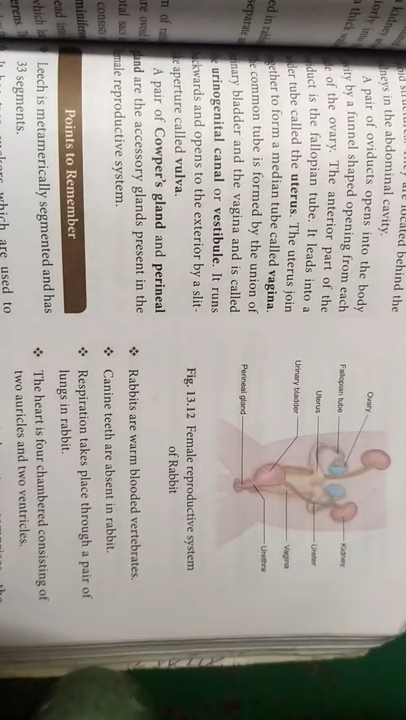 are located behind the
kidneys in the abdominal cavity.
A pair of oviducts opens into the body
by a funnel shaped opening from each
of the ovary. The anterior part of the
duct is the fallopian tube. It leads into a
tube called the uterus. The uterus join
together to form a median tube called vagina.
common tube is formed by the union of
bladder and the vagina and is called
urinogenital canal or vestibule. It runs
and opens to the exterior by a slit-
aperture called vulva.
A pair of Cowper's gland and perineal
gland are the accessory glands present in the
male reproductive system.
Points to Remember
Leech is metamerically segmented and has
33 segments.
which are used to
Ovary
Fallopian tube
Uterus
Urinary bladder
Perineal gland
Kidney
Ureter
Vagina
Urethra
Fig. 13.12 Female reproductive system
of Rabbit
❖ Rabbits are warm blooded vertebrates.
❖ Canine teeth are absent in rabbit.
❖ Respiration takes place through a pair of
lungs in rabbit.
❖ The heart is four chambered consisting of
two auricles and two ventricles.